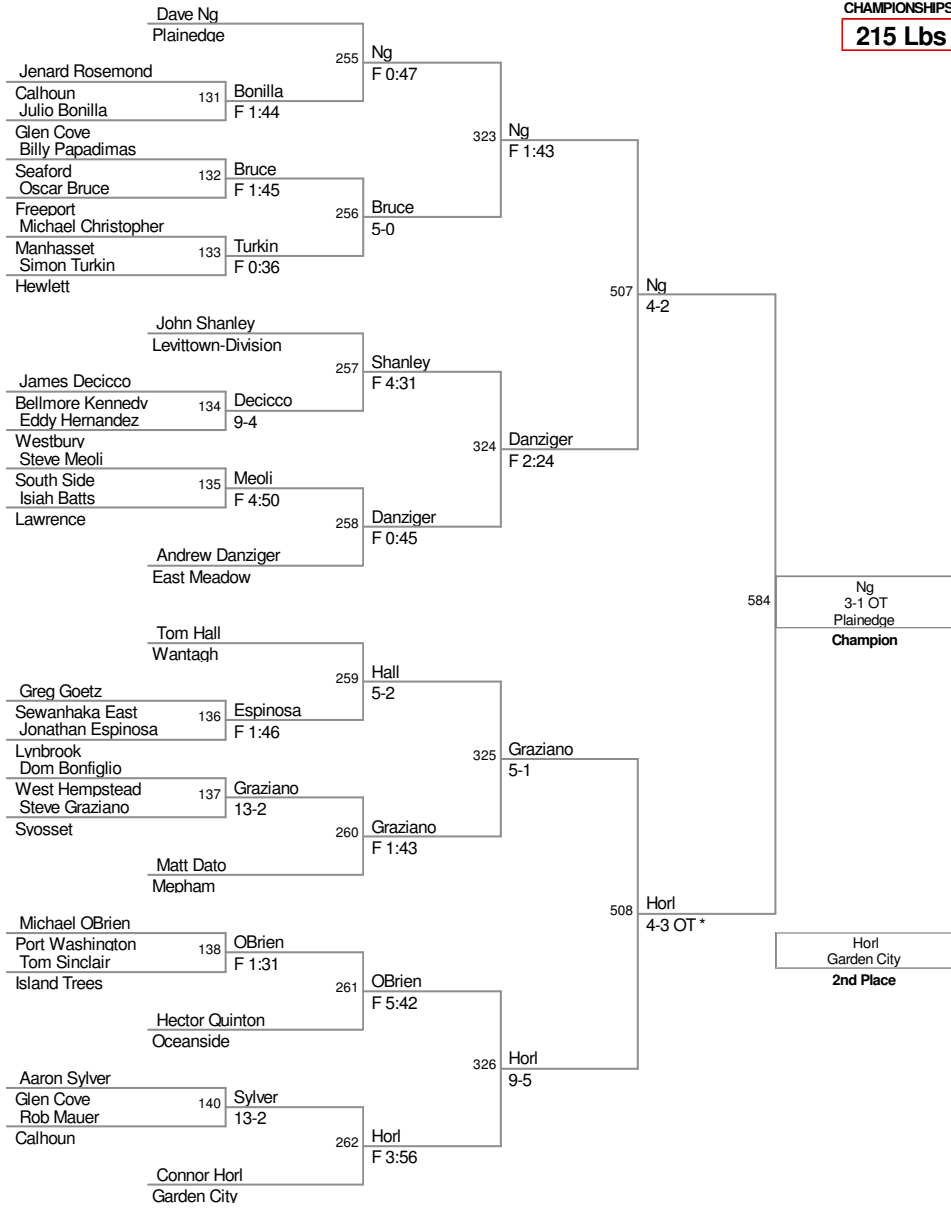 CHAMPIONSHIPS
215 Lbs
Dave Ng
Plainedge
255 Ng
F 0:47
Jenard Rosemond
Calhoun
131 Bonilla
F 1:44
Julio Bonilla
Glen Cove
323 Ng
F 1:43
Billy Papadimas
Seaford
132 Bruce
F 1:45
Oscar Bruce
Freeport
256 Bruce
5-0
Michael Christopher
Manhasset
133 Turkin
F 0:36
Simon Turkin
Hewlett
507 Ng
4-2
John Shanley
Levittown-Division
257 Shanley
F 4:31
James Decicco
Bellmore Kennedy
134 Decicco
9-4
Eddy Hernandez
Westbury
324 Danziger
F 2:24
Steve Meoli
South Side
135 Meoli
F 4:50
Isiah Batts
Lawrence
258 Danziger
F 0:45
Andrew Danziger
East Meadow
584 Ng
3-1 OT
Plainedge
Champion
Tom Hall
Wantagh
259 Hall
5-2
Greg Goetz
Sewanhaka East
136 Espinosa
F 1:46
Jonathan Espinosa
Lynbrook
325 Graziano
5-1
Dom Bonfiglio
West Hempstead
137 Graziano
13-2
Steve Graziano
Syosset
260 Graziano
F 1:43
Matt Dato
Mepham
508 Horl
4-3 OT *
Michael OBrien
Port Washington
138 OBrien
F 1:31
Tom Sinclair
Island Trees
Horl
Garden City
2nd Place
261 OBrien
F 5:42
Hector Quinton
Oceanside
326 Horl
9-5
Aaron Sylver
Glen Cove
140 Sylver
13-2
Rob Mauer
Calhoun
262 Horl
F 3:56
Connor Horl
Garden City